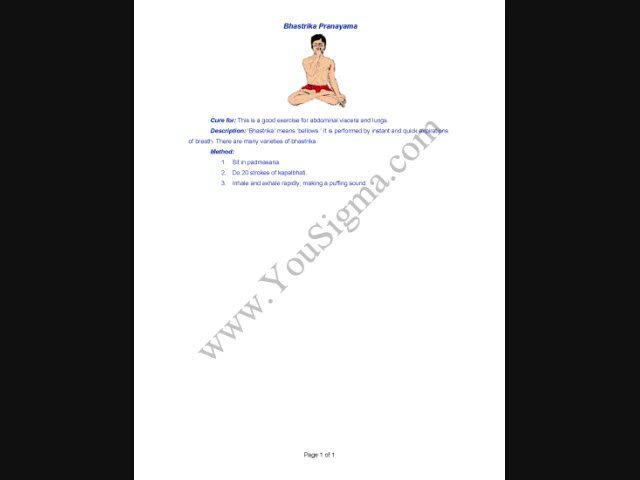 Bhastrika Pranayama
Cure for: This is a good exercise for abdominal viscera and lungs.
Description: 'Bhastrika' means 'bellows.' It is performed by instant and quick expirations
of breath. There are many varieties of bhastrika.
Method:
1. Sit in padmasana
2. Do 20 strokes of kapalbhati.
3. Inhale and exhale rapidly, making a puffing sound.
www.YouSigma.com
Page 1 of 1